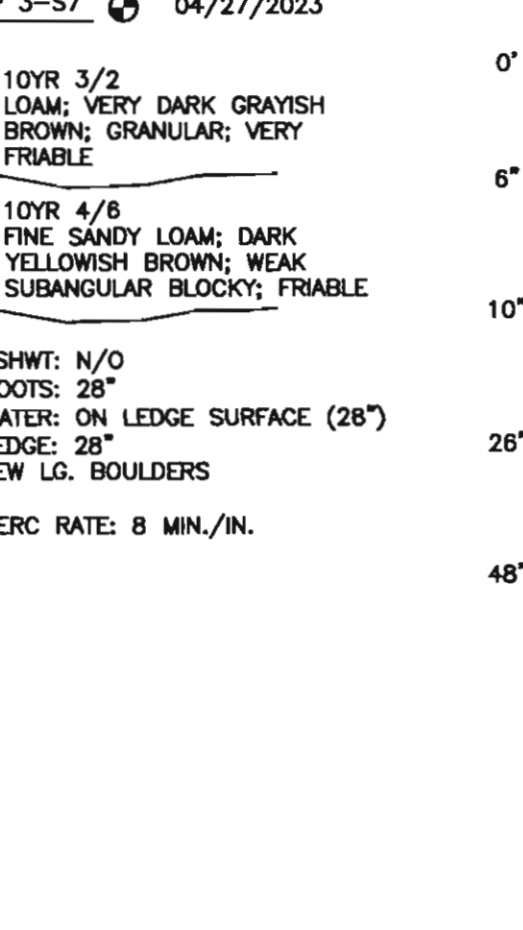 3-S7 04/27/2023
0'
10YR 3/2
LOAM; VERY DARK GRAYISH
BROWN; GRANULAR; VERY
FRIABLE
6"
10YR 4/6
FINE SANDY LOAM; DARK
YELLOWISH BROWN; WEAK
SUBANGULAR BLOCKY; FRIABLE
10"
SHWT: N/O
OOTS: 28"
ATER: ON LEDGE SURFACE (28")
EDGE: 28"
26"
EW LG. BOULDERS
ERC RATE: 8 MIN./IN.
48"